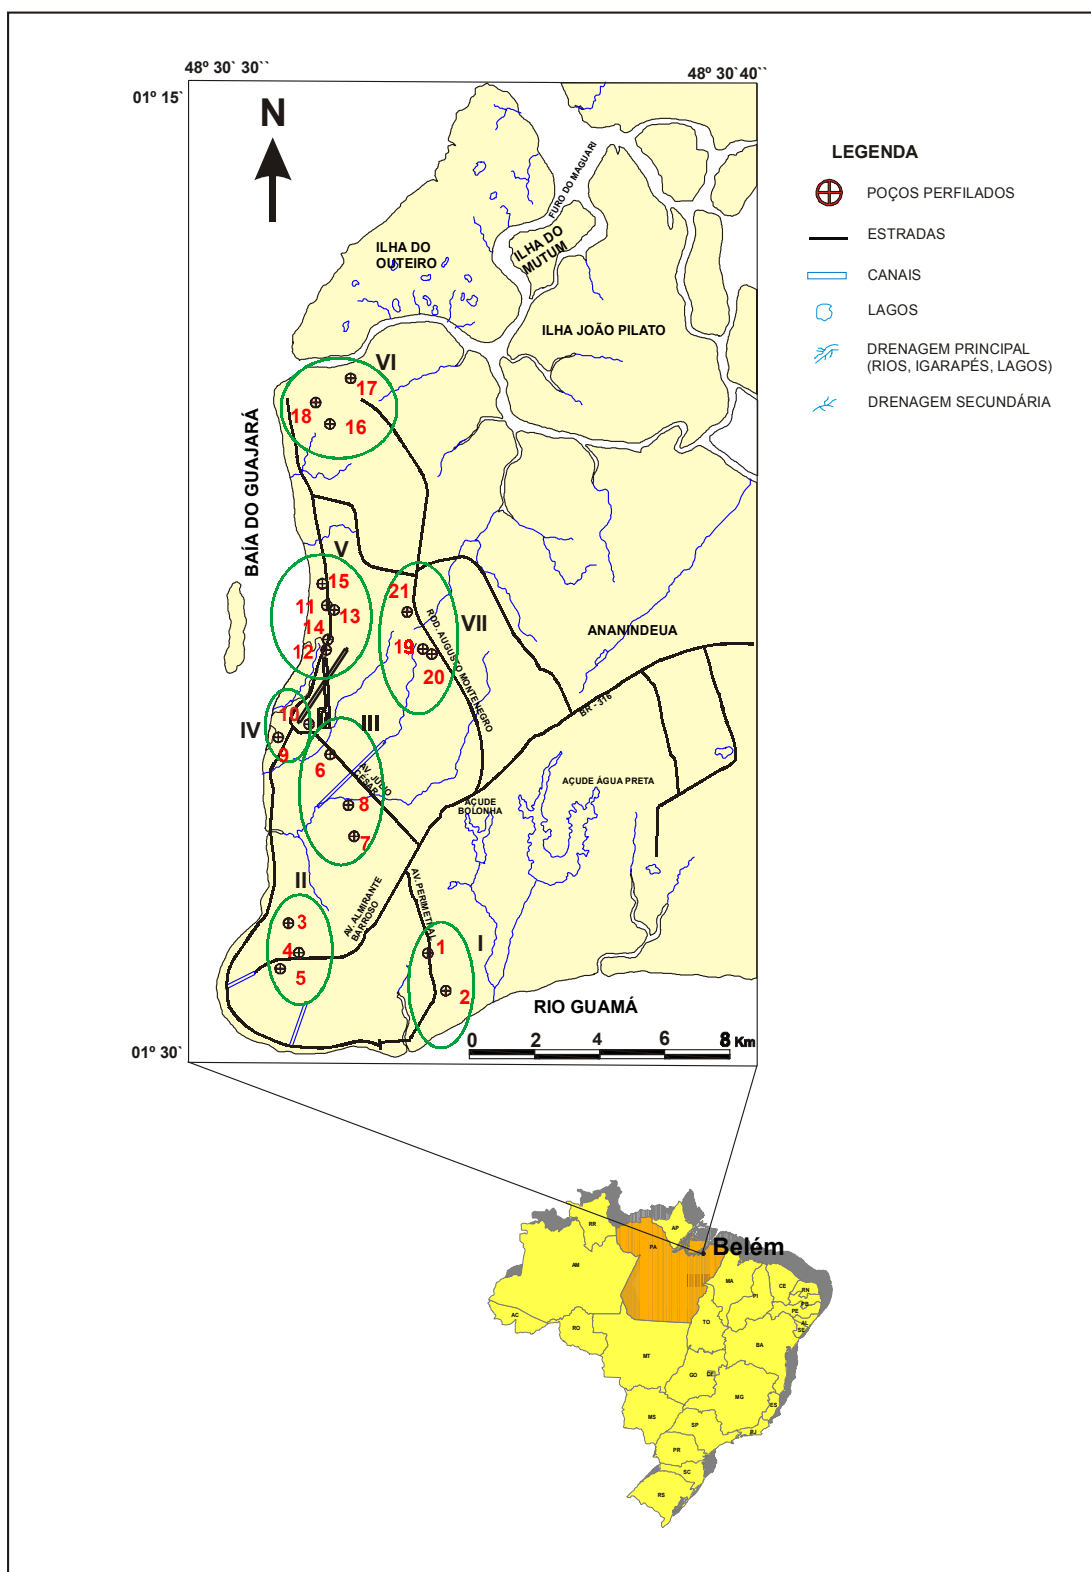 48º 30` 30``
48º 30` 40``
01º 15`
N
LEGENDA
POÇOS PERFILADOS
ESTRADAS
CANAIS
LAGOS
DRENAGEM PRINCIPAL
(RIOS, IGARAPÉS, LAGOS)
DRENAGEM SECUNDÁRIA
FURO DO MAGUARI
ILHA DO
MUTUM
ILHA DO
OUTEIRO
ILHA JOÃO PILATO
VI
17
18
16
BAÍA DO GUAJARÁ
V
15
11
13
14
12
21
VII
19
20
ROD. AUGUSTO MONTENEGRO
ANANINDEUA
BR - 316
10
IV
9
III
6
AV. JÚLIO
CÉSAR
8
7
AÇUDE ÁGUA PRETA
AÇUDE
BOLONHA
II
3
4
5
AV. ALMIRANTE
BARROSO
AV. PERIMETRAL
1
I
2
RIO GUAMÁ
0 2 4 6 8 Km
01º 30`
Belém
RR
AP
AM
PA
MA
CE
RN
PI
PB
PE
AL
SE
AC
RO
TO
BA
MT
GO
DF
MG
ES
MS
SP
RJ
PR
SC
RS